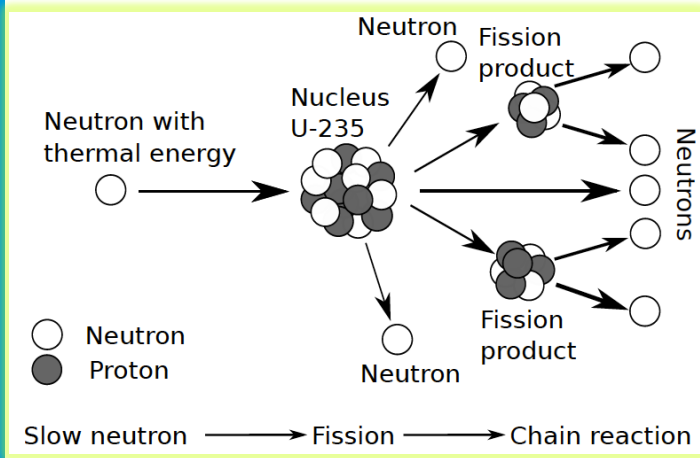 Neutron
Fission
product
Nucleus
U-235
Neutron with
thermal energy
Neutrons
Fission
product
Neutron
Neutron
Proton
Slow neutron Fission Chain reaction